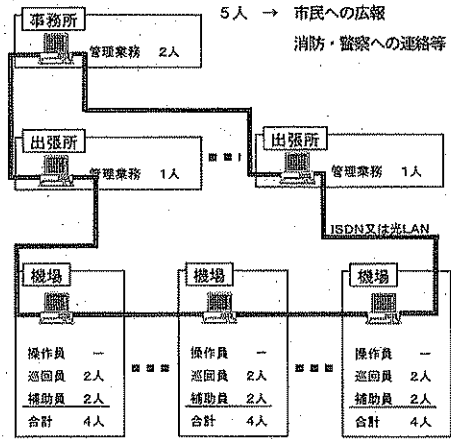 事務所
5人 → 市民への広報
消防・警察への連絡等
管理業務 2人
出張所
管理業務 1人
出張所
管理業務 1人
ISDN又は光LAN
機場
操作員 ー
巡回員 2人
補助員 2人
合計 4人
機場
操作員 ー
巡回員 2人
補助員 2人
合計 4人
機場
操作員 ー
巡回員 2人
補助員 2人
合計 4人